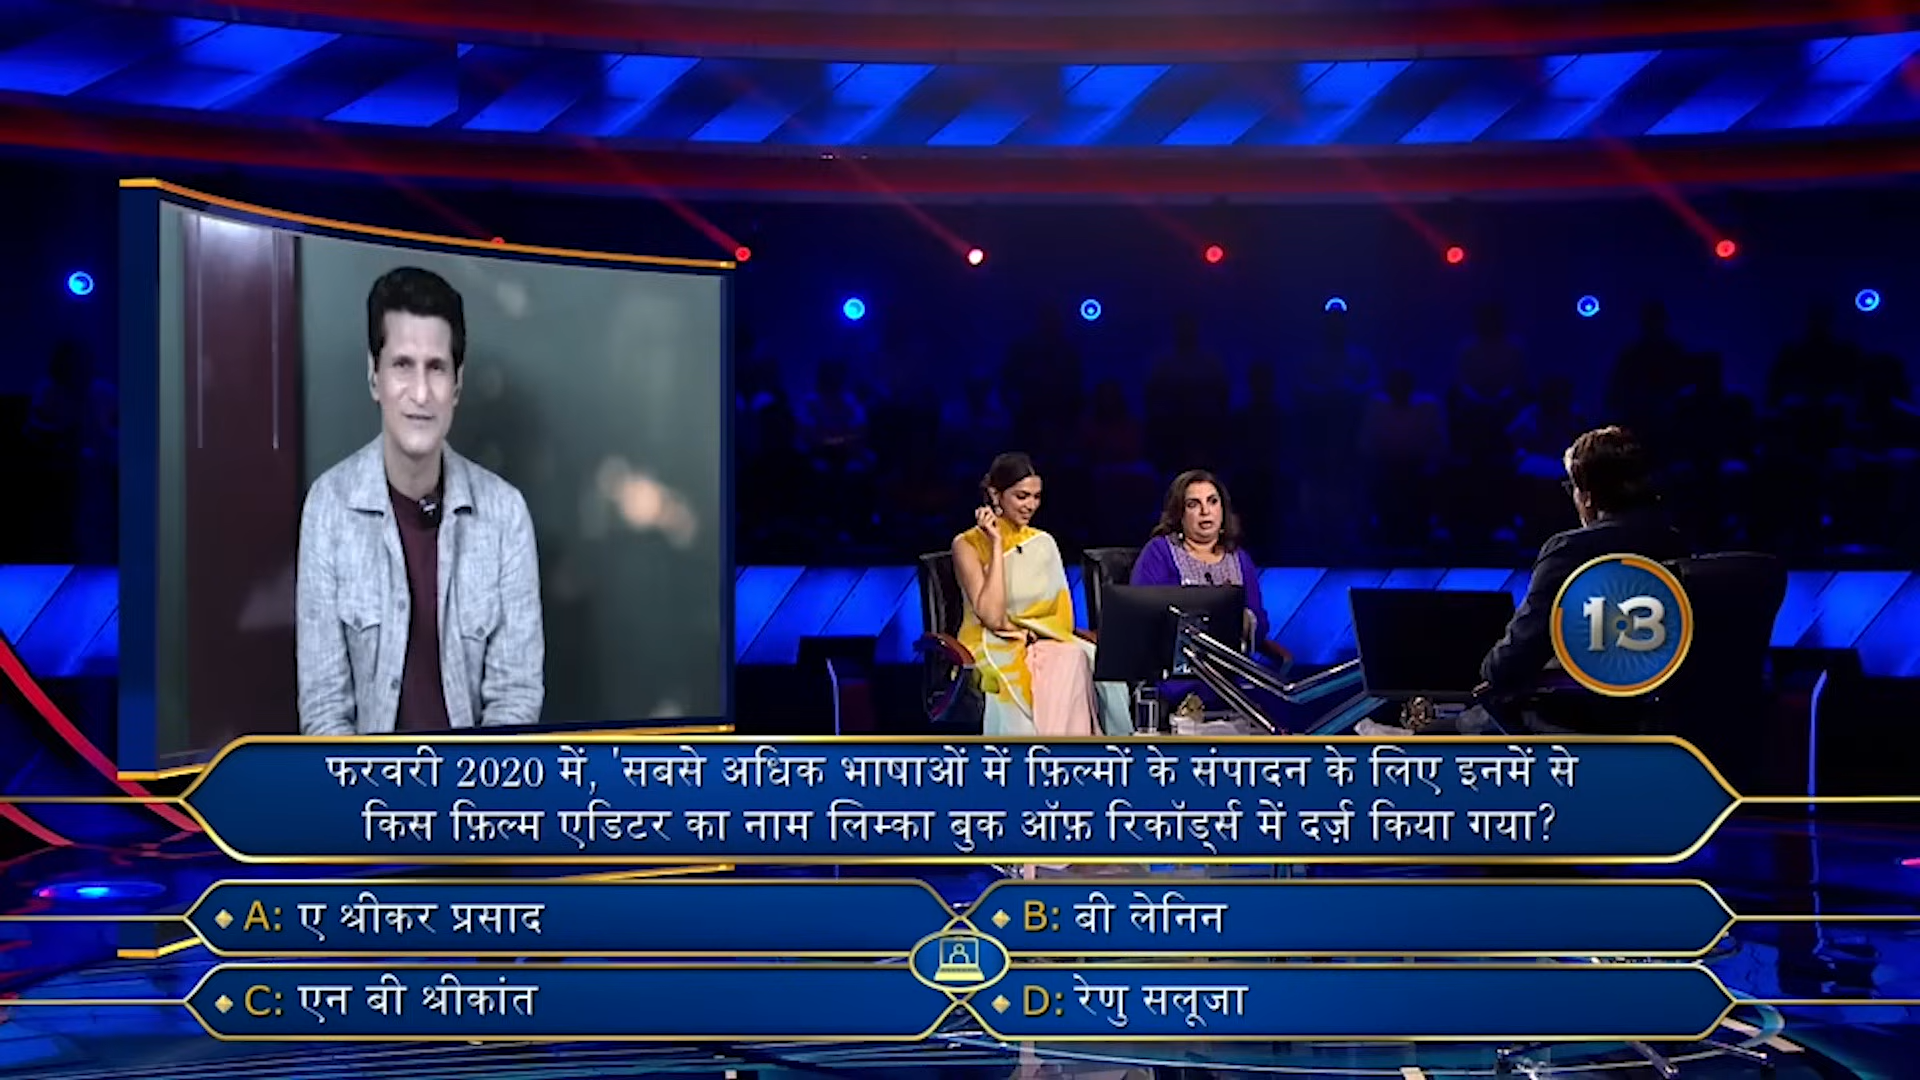 13
फरवरी 2020 में, 'सबसे अधिक भाषाओं में फ़िल्मों के संपादन के लिए इनमें से
किस फ़िल्म एडिटर का नाम लिम्का बुक ऑफ़ रिकॉर्ड्स में दर्ज़ किया गया?
A: ए श्रीकर प्रसाद
B: बी लेनिन
C: एन बी श्रीकांत
D: रेणु सलूजा